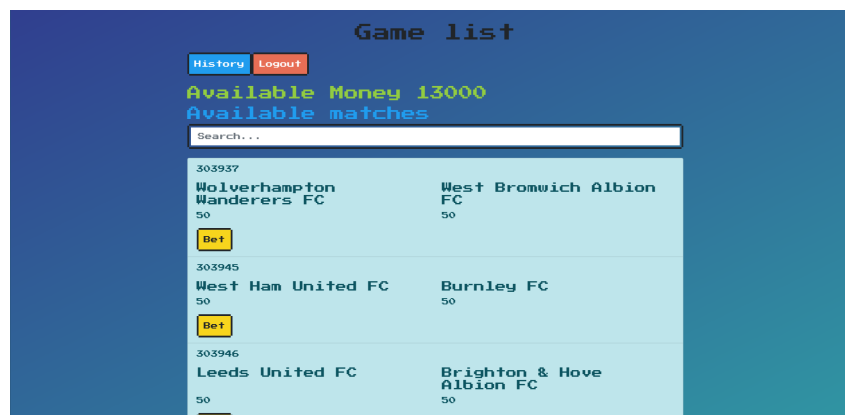 Game list
History Logout
Available Money 13000
Available matches
Search...
303937
Wolverhampton Wanderers FC
West Bromwich Albion FC
50 50
Bet
303945
West Ham United FC Burnley FC
50 50
Bet
303946
Leeds United FC
Brighton & Hove Albion FC
50 50